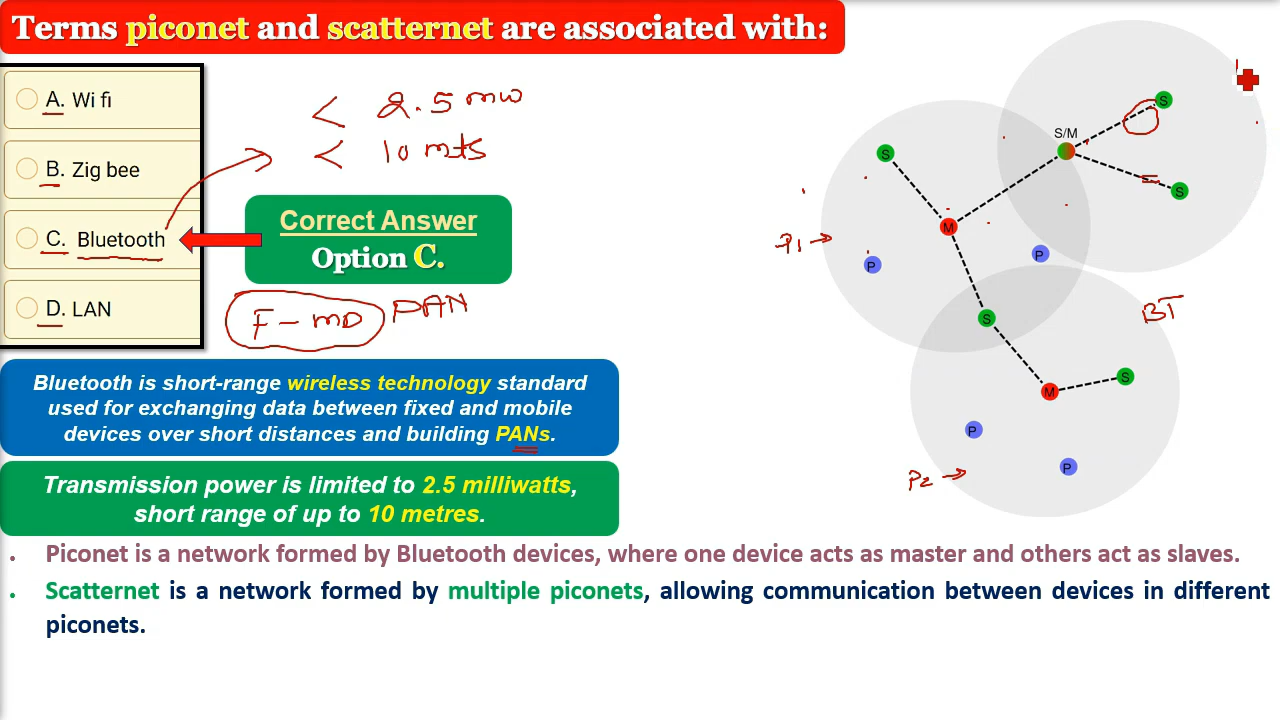 Terms piconet and scatternet are associated with:
A. Wi fi
B. Zig bee
C. Bluetooth
D. LAN
< 2.5 mw
< 10 mts
Correct Answer
Option C.
F - MD PAN
Bluetooth is short-range wireless technology standard
used for exchanging data between fixed and mobile
devices over short distances and building PANs.
Transmission power is limited to 2.5 milliwatts,
short range of up to 10 metres.
S
S/M
S
S
M
P1 →
P
P
S
BT
M
S
P
P2 →
P
• Piconet is a network formed by Bluetooth devices, where one device acts as master and others act as slaves.
• Scatternet is a network formed by multiple piconets, allowing communication between devices in different
piconets.